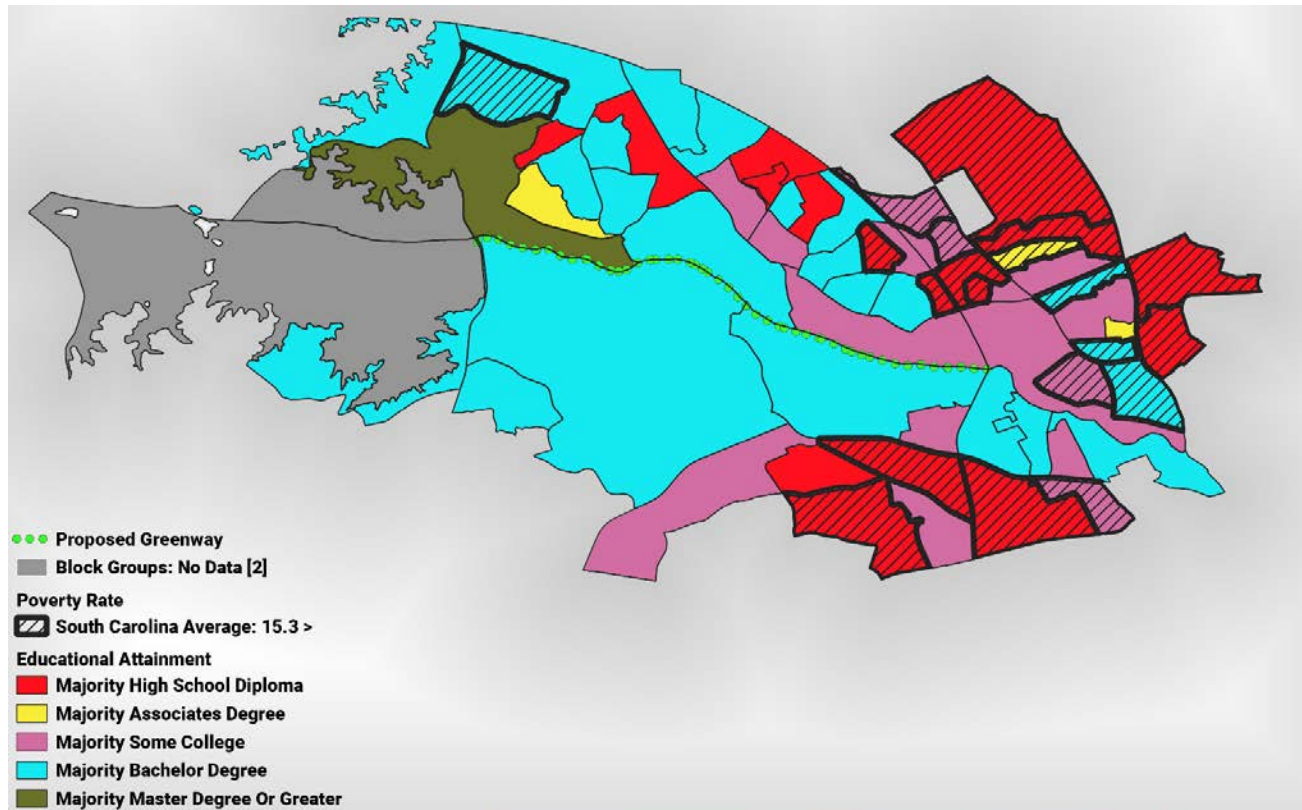 Proposed Greenway
Block Groups: No Data [2]
Poverty Rate
South Carolina Average: 15.3 >
Educational Attainment
Majority High School Diploma
Majority Associates Degree
Majority Some College
Majority Bachelor Degree
Majority Master Degree Or Greater